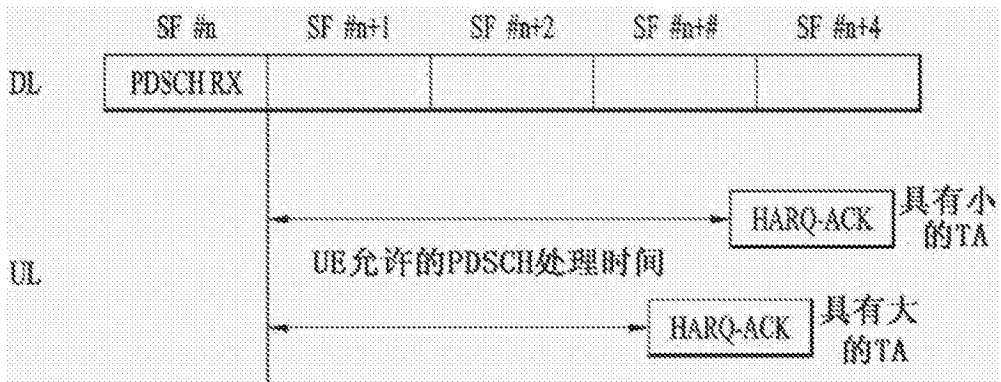 SF #n SF #n+1 SF #n+2 SF #n+# SF #n+4
DL
PDSCH RX
HARQ-ACK
具有小
的TA
UE允许的PDSCH处理时间
UL
HARQ-ACK
具有大
的TA